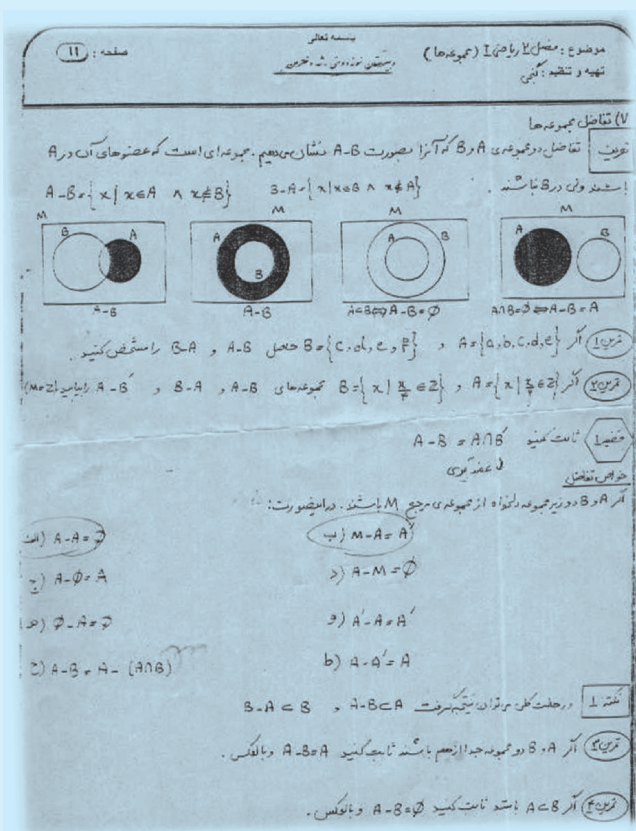 بسمه تعالی
موضوع : فصل ۲ ریاضی I (مجموعه ها)
صفحه : (۱۱)
تهیه و تنظیم : گنجی
۷) تفاضل مجموعه ها
تعریف تفاضل دو مجموعه ی A و B که آنرا بصورت A-B نشان می دهیم . مجموعه ای است که عضوهای آن در A
باشند ولی در B نباشند . B-A={x|x∈B ∧ x∉A} A-B={x|x∈A ∧ x∉B}
M M M M
A B A B A B B A
A∩B=∅⇔A-B=A A⊂B⇔A-B=∅ A-B A-B
تمرین ۱ اگر A={a,b,c,d,e} و B={c,d,e,f} حاصل A-B و B-A را مشخص کنید .
تمرین ۲ اگر A={x| ∈Z} و B={x| ∈Z} مجموعه های A-B و B-A و A-B′ را بیابید (M=Z)
قضیه ۱ ثابت کنید A-B=A∩B′
خواص تفاضل
اگر A و B دو زیر مجموعه دلخواه از مجموعه ی مرجع M باشند . در اینصورت :
الف) A-A=∅ ب) M-A=A′
ج) A-∅=A د) A-M=∅
ه) ∅-A=∅ و) A′-A=A′
ح) A-B=A-(A∩B) ط) A-A′=A
نکته ۱ در حالت کلی می توان نتیجه گرفت A-B⊂A و B-A⊂B
تمرین ۳ اگر A و B دو مجموعه جدا از هم باشند ثابت کنید A-B=A و بالعکس .
تمرین ۴ اگر A⊂B باشد ثابت کنید A-B=∅ و بالعکس .